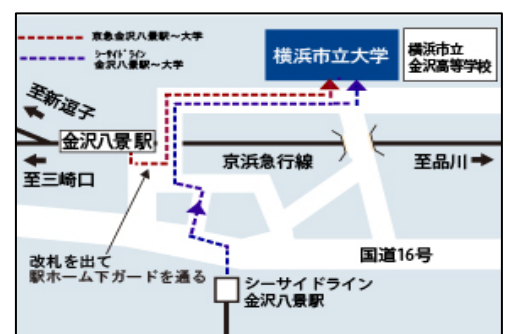 京急金沢八景駅～大学
シーサイドライン
金沢八景駅～大学
横浜市立大学
横浜市立
金沢高等学校
至新逗子
金沢八景駅
至三崎口
京浜急行線
至品川
改札を出て
駅ホーム下ガードを通る
国道16号
シーサイドライン
金沢八景駅